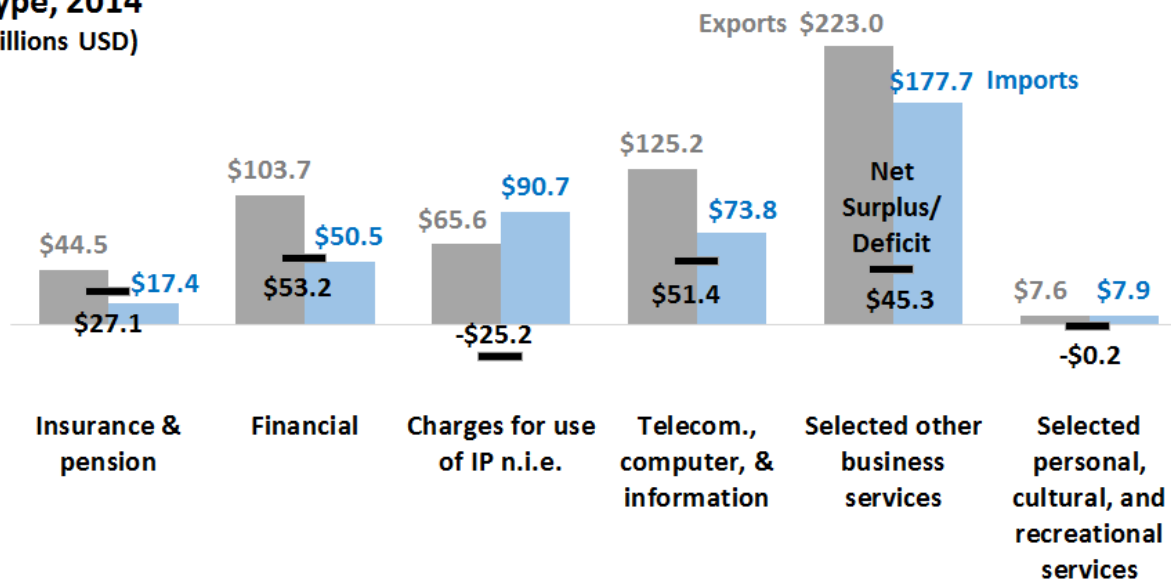 2014
USD)
Exports $223.0
$177.7 Imports
$125.2
$103.7
$90.7
$73.8
$65.6
$50.5
$44.5
$17.4
Net
Surplus/
Deficit
$7.6 $7.9
$27.1
$53.2
-$25.2
$51.4
$45.3
-$0.2
Insurance &
pension
Financial
Charges for use
of IP n.i.e.
Telecom.,
computer, &
information
Selected other
business
services
Selected
personal,
cultural, and
recreational
services